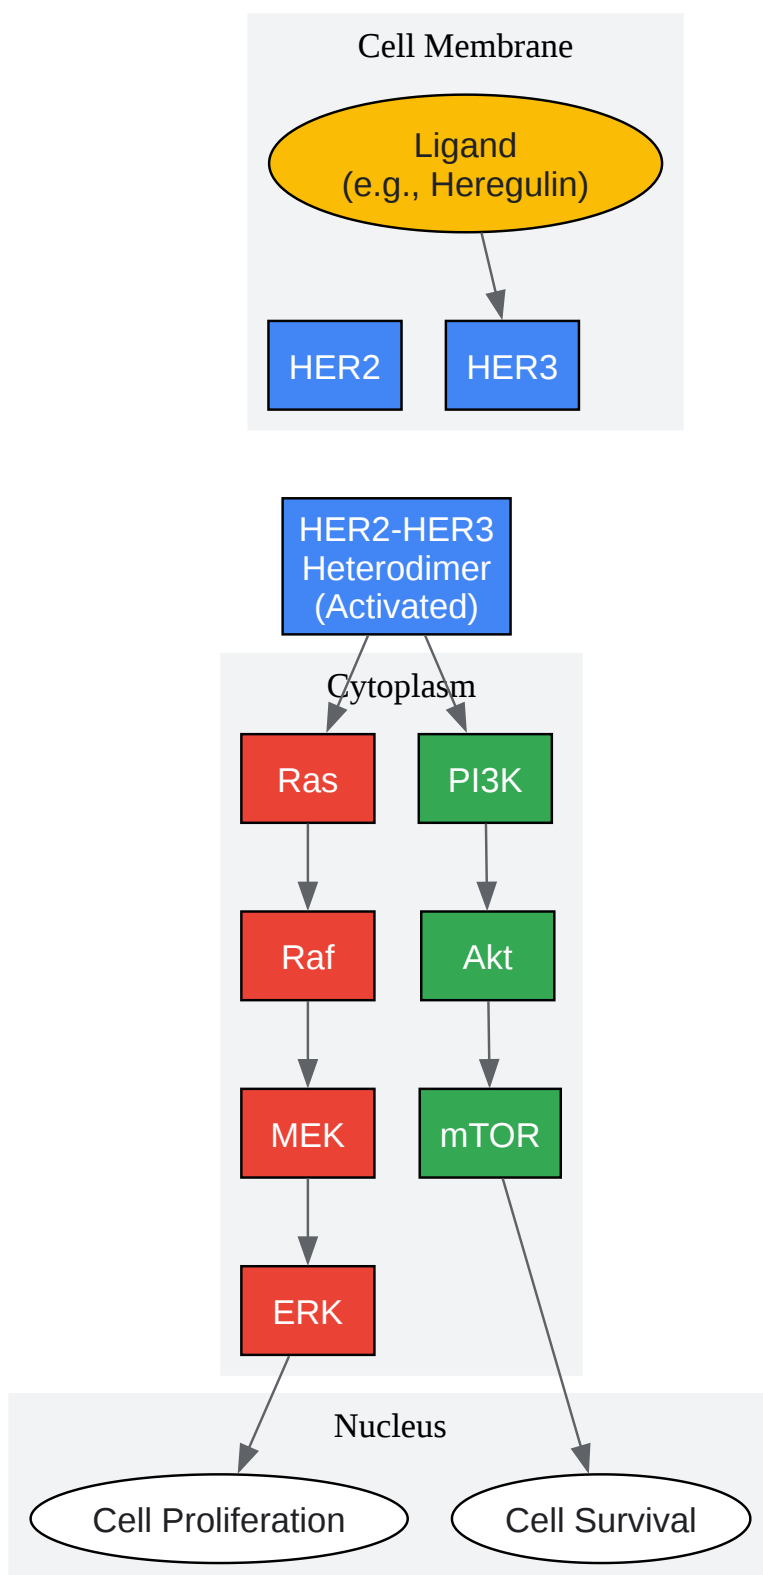 Cell Membrane
Ligand
(e.g., Heregulin)
HER2
HER3
HER2-HER3
Heterodimer
(Activated)
Cytoplasm
Ras
PI3K
Raf
Akt
MEK
mTOR
ERK
Nucleus
Cell Proliferation
Cell Survival